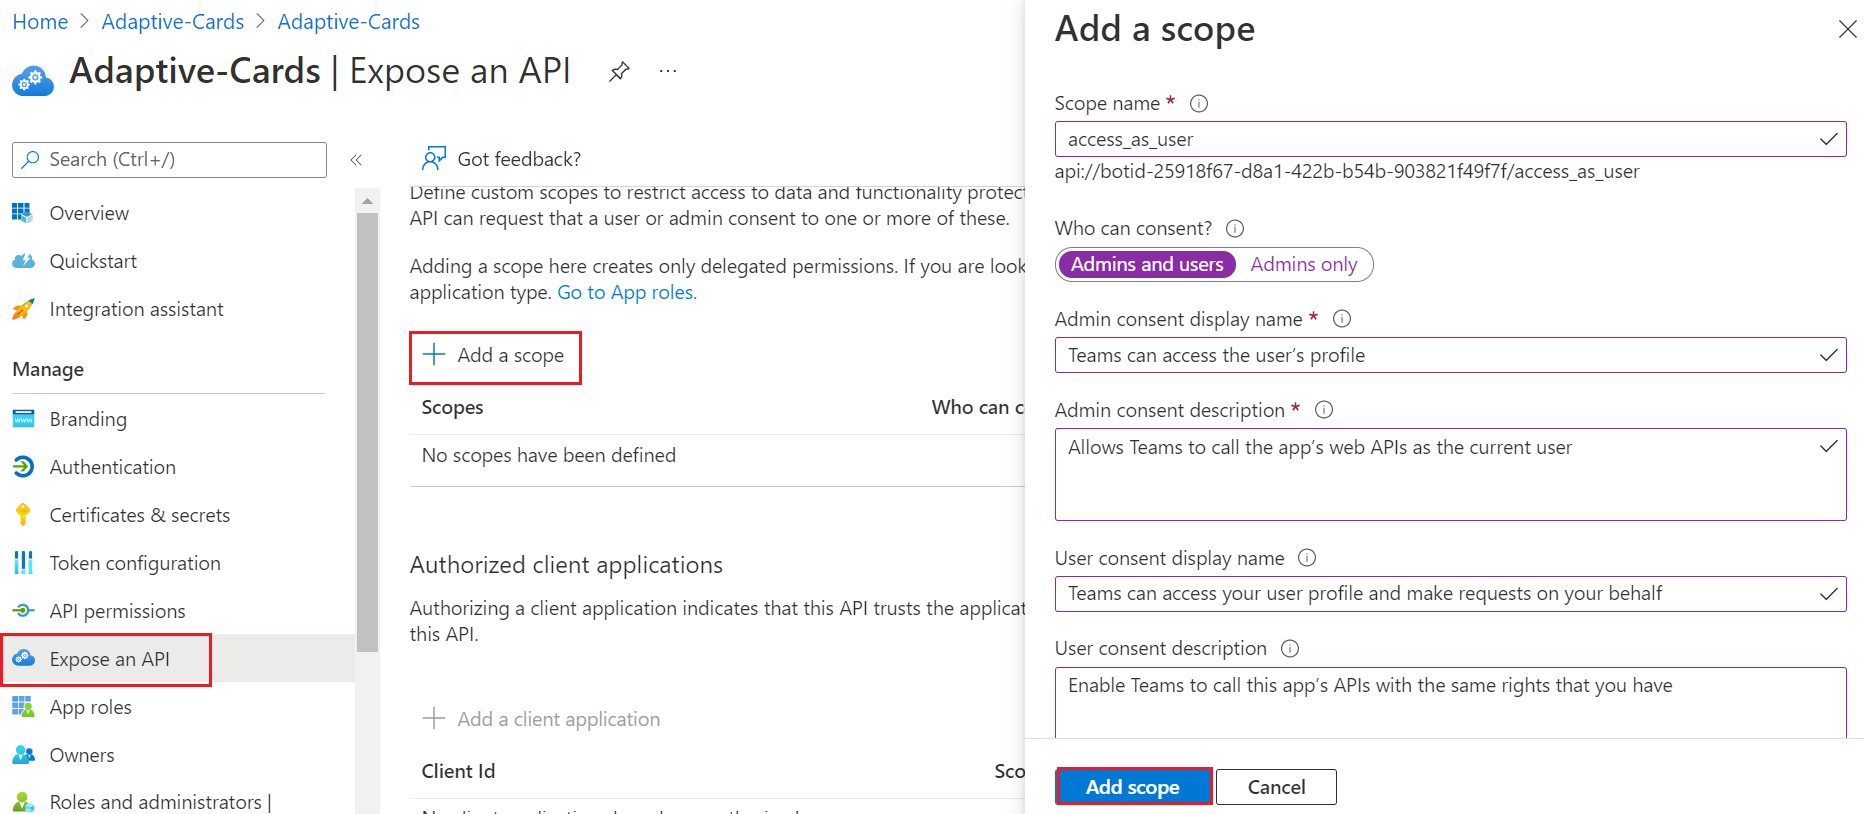 Home > Adaptive-Cards > Adaptive-Cards
Adaptive-Cards | Expose an API
Search (Ctrl+/)
Overview
Quickstart
Integration assistant
Manage
Branding
Authentication
Certificates & secrets
Token configuration
API permissions
Expose an API
App roles
Owners
Roles and administrators |
Got feedback?
Define custom scopes to restrict access to data and functionality protec
API can request that a user or admin consent to one or more of these.
Adding a scope here creates only delegated permissions. If you are look
application type. Go to App roles.
Add a scope
Scopes Who can c
No scopes have been defined
Authorized client applications
Authorizing a client application indicates that this API trusts the applicat
this API.
Add a client application
Client Id Sco
Add a scope
Scope name *
access_as_user
api://botid-25918f67-d8a1-422b-b54b-903821f49f7f/access_as_user
Who can consent?
Admins and users Admins only
Admin consent display name *
Teams can access the user’s profile
Admin consent description *
Allows Teams to call the app’s web APIs as the current user
User consent display name
Teams can access your user profile and make requests on your behalf
User consent description
Enable Teams to call this app’s APIs with the same rights that you have
Add scope Cancel